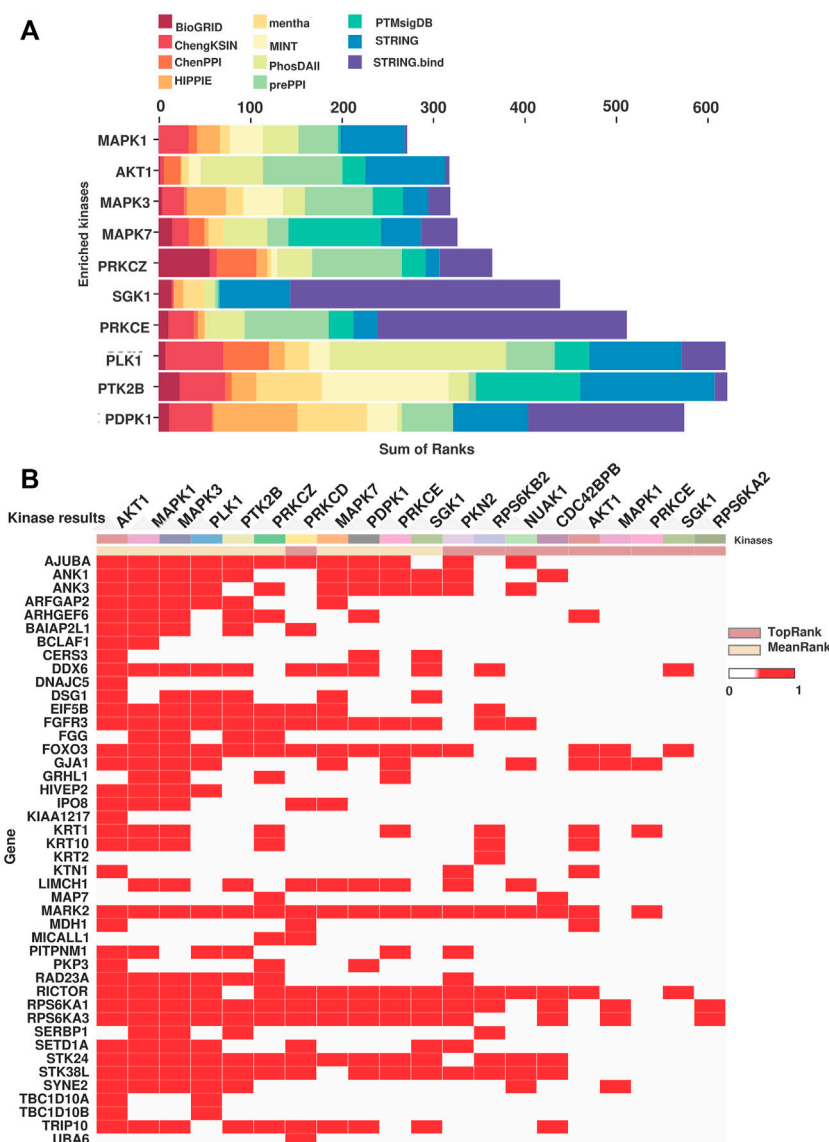 A
BioGRID
ChengKSIN
ChenPPI
HIPPIE
mentha
MINT
PhosDAll
prePPI
PTMsigDB
STRING
STRING.bind
0 100 200 300 400 500 600
Enriched kinases
MAPK1
AKT1
MAPK3
MAPK7
PRKCZ
SGK1
PRKCE
PLK1
PTK2B
PDPK1
Sum of Ranks
B
Kinase results
AKT1
MAPK1
MAPK3
PLK1
PTK2B
PRKCZ
PRKCD
MAPK7
PDPK1
PRKCE
SGK1
PKN2
RPS6KB2
NUAK1
CDC42BPB
AKT1
MAPK1
PRKCE
SGK1
RPS6KA2
Kinases
TopRank
MeanRank
0 1
Gene
AJUBA
ANK1
ANK3
ARFGAP2
ARHGEF6
BAIAP2L1
BCLAF1
CERS3
DDX6
DNAJC5
DSG1
EIF5B
FGFR3
FGG
FOXO3
GJA1
GRHL1
HIVEP2
IPO8
KIAA1217
KRT1
KRT10
KRT2
KTN1
LIMCH1
MAP7
MARK2
MDH1
MICALL1
PITPNM1
PKP3
RAD23A
RICTOR
RPS6KA1
RPS6KA3
SERBP1
SETD1A
STK24
STK38L
SYNE2
TBC1D10A
TBC1D10B
TRIP10
UBA6